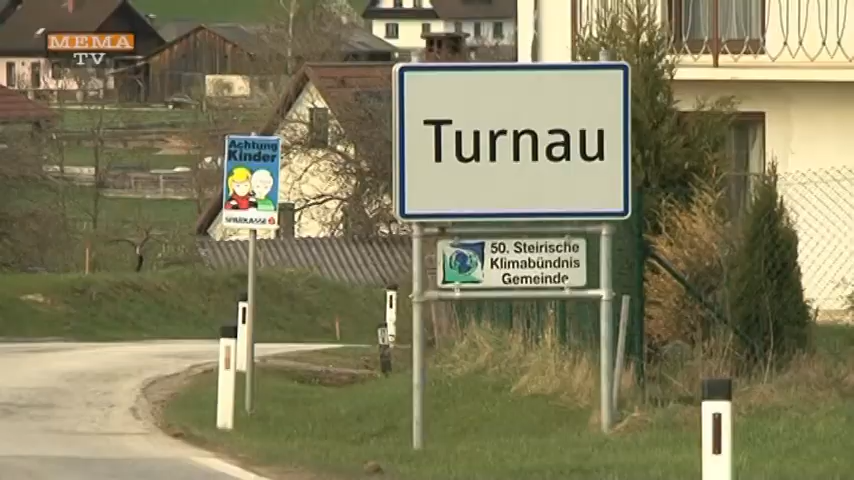 MEMA
TV
Achtung
Kinder
SPARKASSE
Turnau
50. Steirische
Klimabündnis
Gemeinde